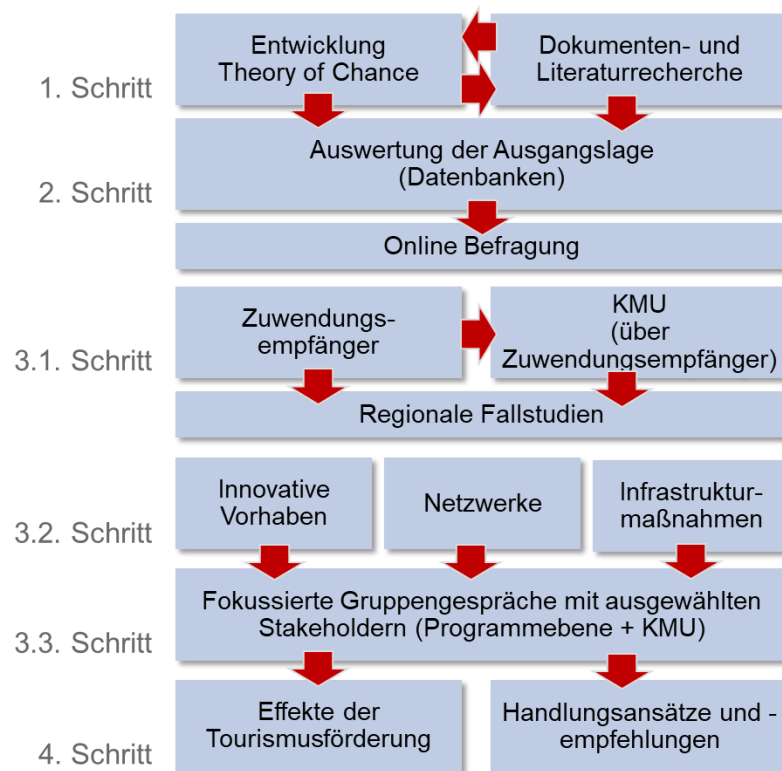 Entwicklung
Theory of Chance
Dokumenten- und
Literaturrecherche
1. Schritt
Auswertung der Ausgangslage
(Datenbanken)
2. Schritt
Online Befragung
Zuwendungs-
empfänger
KMU
(über
Zuwendungsempfänger)
3.1. Schritt
Regionale Fallstudien
Innovative
Vorhaben
Netzwerke
Infrastruktur-
maßnahmen
3.2. Schritt
Fokussierte Gruppengespräche mit ausgewählten
Stakeholdern (Programmebene + KMU)
3.3. Schritt
Effekte der
Tourismusförderung
Handlungsansätze und -
empfehlungen
4. Schritt